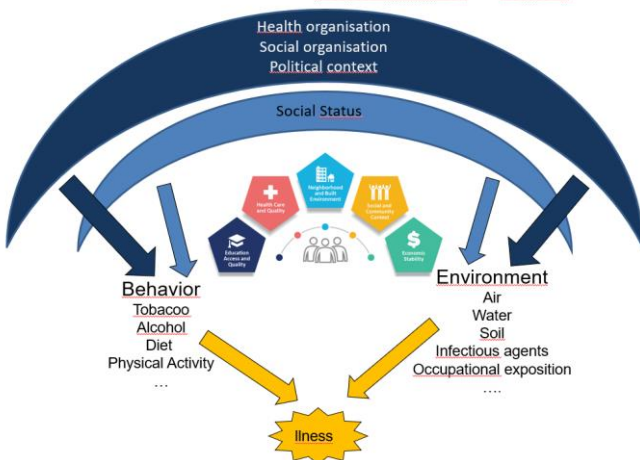 Health organisation
Social organisation
Political context
Social Status
Neighborhood
and Built
Environment
Health Care
and Quality
Social and
Community
Context
Education
Access and
Quality
Economic
Stability
Behavior
Tobacoo
Alcohol
Diet
Physical Activity
...
Environment
Air
Water
Soil
Infectious agents
Occupational exposition
....
Ilness